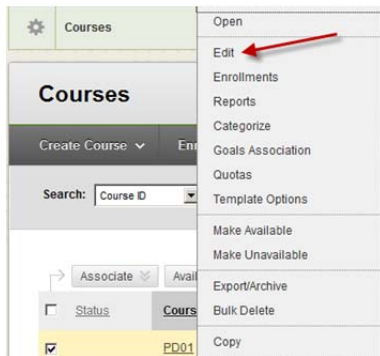 Courses
Courses
Create Course
Search: Course ID
Associate
Status
PD01
Open
Edit
Enrollments
Reports
Categorize
Goals Association
Quotas
Template Options
Make Available
Make Unavailable
Export/Archive
Bulk Delete
Copy